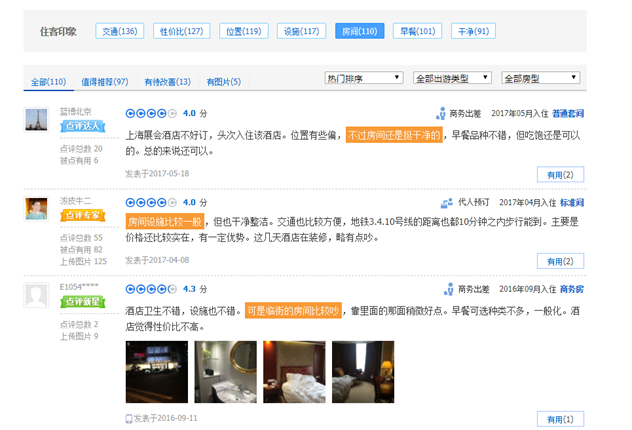 住客印象 交通(136) 性价比(127) 位置(119) 设施(117) 房间(110) 早餐(101) 干净(91)
全部(110) 值得推荐(97) 有待改善(13) 有图片(5) 热门排序 全部出游类型 全部房型
蓝博北京 4.0 分 商务出差 2017年05月入住 普通套间
点评达人
上海展会酒店不好订，头次入住该酒店。位置有些偏，不过房间还是挺干净的，早餐品种不错，但吃饱还是可以
点评总数 20
的。总的来说还可以。
被点有用 6
发表于2017-05-18 有用(2)
4.0 分 代人预订 2017年04月入住 标准间
点评专家
房间设施比较一般，但也干净整洁。交通也比较方便，地铁3.4.10号线的距离也都10分钟之内步行能到。主要是
点评总数 55
价格还比较实在，有一定优势。这几天酒店在装修，略有点吵。
被点有用 82
上传图片 125
发表于2017-04-08 有用(2)
E1054**** 4.3 分 商务出差 2016年09月入住 商务房
点评新星
酒店卫生不错，设施也不错。可是临街的房间比较吵，靠里面的那面稍微好点。早餐可选种类不多，一般化。酒
点评总数 2
店觉得性价比不高。
上传图片 9
发表于2016-09-11 有用(1)